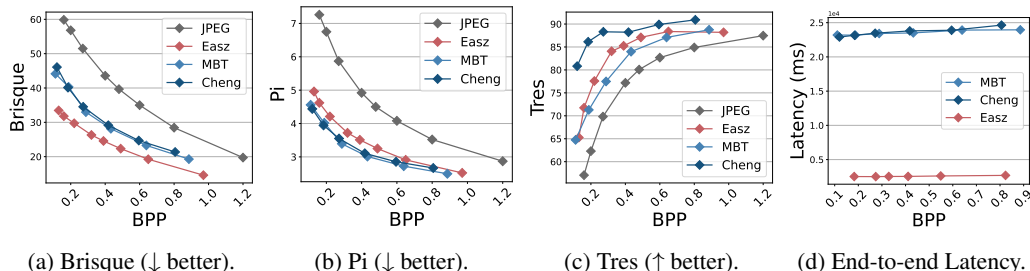 Brisque
60
50
40
30
20
0.2
0.4
0.6
0.8
1.0
1.2
BPP
JPEG
Easz
MBT
Cheng
(a) Brisque (↓ better).
Pi
7
6
5
4
3
0.2
0.4
0.6
0.8
1.0
1.2
BPP
JPEG
Easz
MBT
Cheng
(b) Pi (↓ better).
Tres
90
85
80
75
70
65
60
0.2
0.4
0.6
0.8
1.0
1.2
BPP
JPEG
Easz
MBT
Cheng
(c) Tres (↑ better).
1e4
Latency (ms)
2.5
2.0
1.5
1.0
0.5
0.0
0.1
0.2
0.3
0.4
0.5
0.6
0.7
0.8
0.9
BPP
MBT
Cheng
Easz
(d) End-to-end Latency.